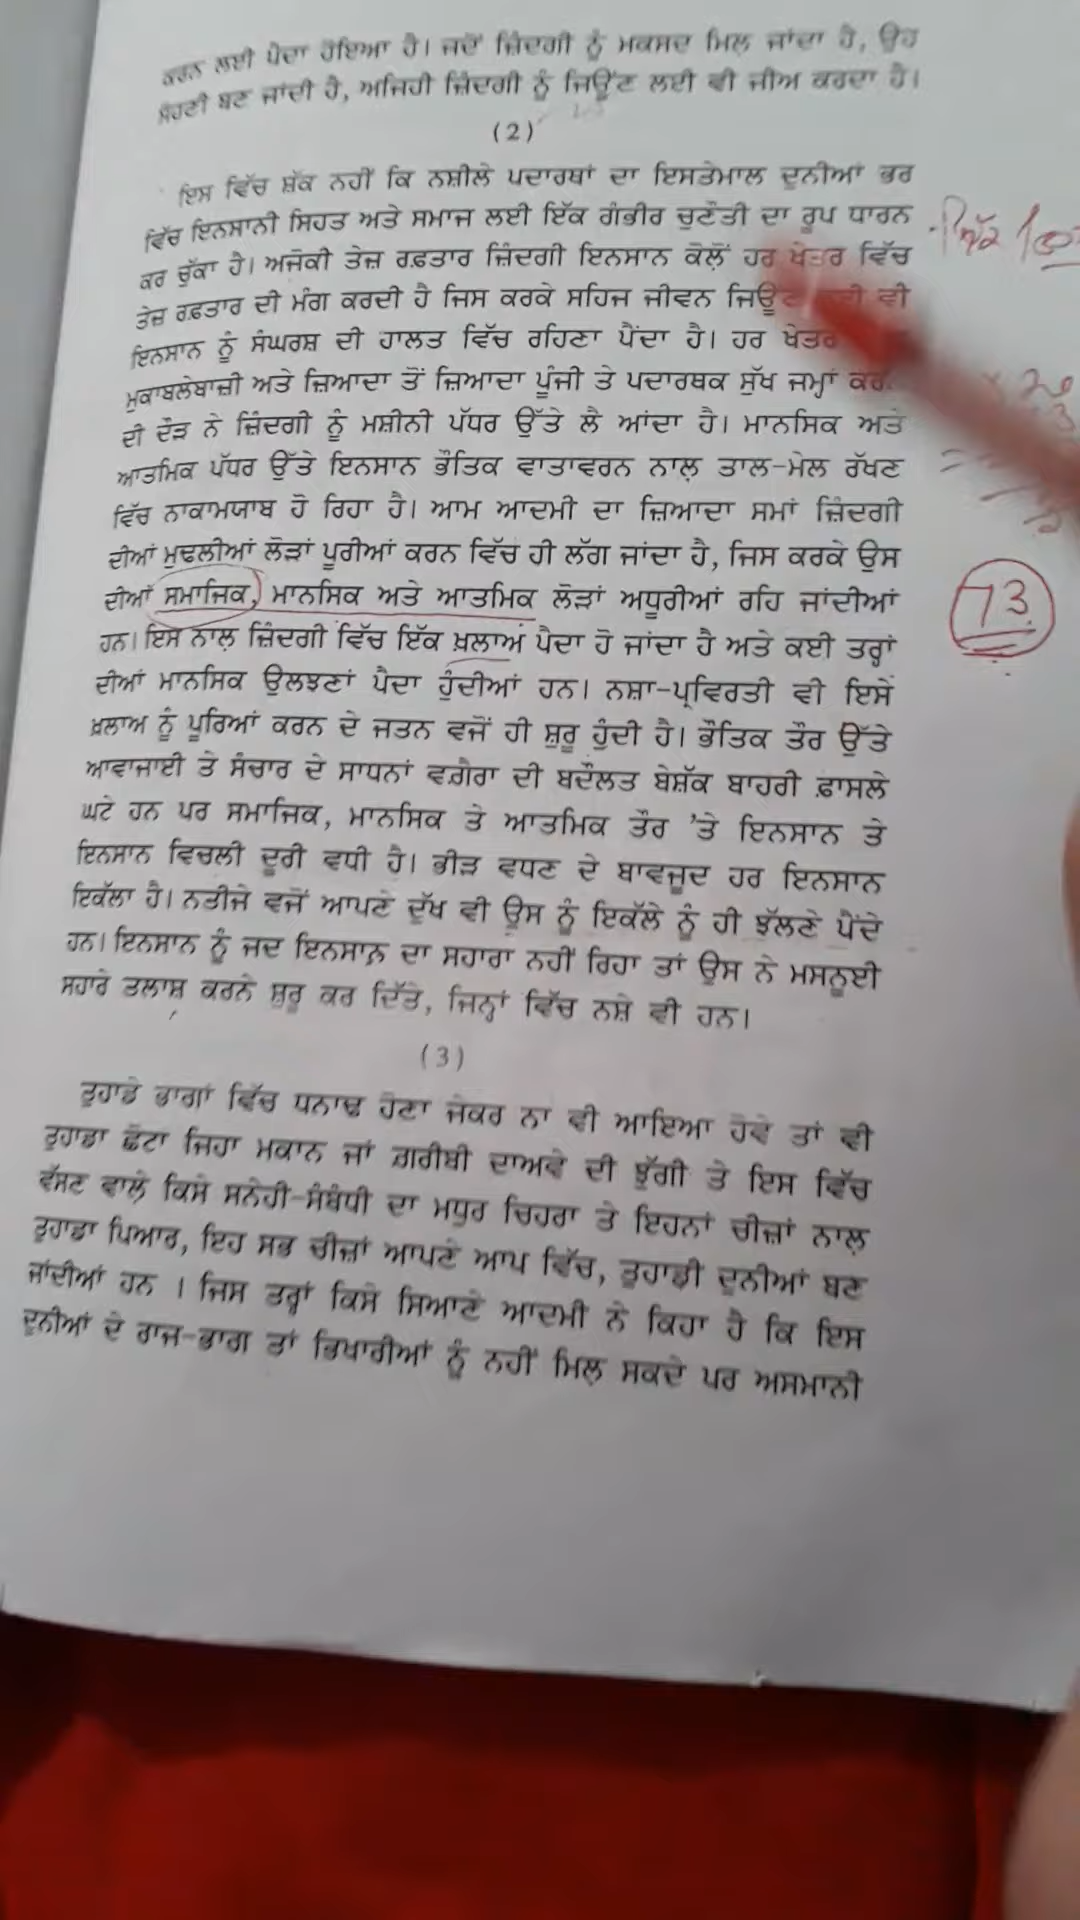 ਕਰਨ ਲਈ ਪੈਦਾ ਹੋਇਆ ਹੈ। ਜਦੋਂ ਜ਼ਿੰਦਗੀ ਨੂੰ ਮਕਸਦ ਮਿਲ਼ ਜਾਂਦਾ ਹੈ, ਉਹ
ਸੋਹਣੀ ਬਣ ਜਾਂਦੀ ਹੈ, ਅਜਿਹੀ ਜ਼ਿੰਦਗੀ ਨੂੰ ਜਿਊਂਣ ਲਈ ਵੀ ਜੀਅ ਕਰਦਾ ਹੈ।
(2)
ਇਸ ਵਿੱਚ ਸ਼ੱਕ ਨਹੀਂ ਕਿ ਨਸ਼ੀਲੇ ਪਦਾਰਥਾਂ ਦਾ ਇਸਤੇਮਾਲ ਦੁਨੀਆਂ ਭਰ
ਵਿੱਚ ਇਨਸਾਨੀ ਸਿਹਤ ਅਤੇ ਸਮਾਜ ਲਈ ਇੱਕ ਗੰਭੀਰ ਚੁਣੌਤੀ ਦਾ ਰੂਪ ਧਾਰਨ
ਕਰ ਚੁੱਕਾ ਹੈ। ਅਜੋਕੀ ਤੇਜ਼ ਰਫ਼ਤਾਰ ਜ਼ਿੰਦਗੀ ਇਨਸਾਨ ਕੋਲ਼ੋਂ ਹਰ ਖੇਤਰ ਵਿੱਚ
ਤੇਜ਼ ਰਫ਼ਤਾਰ ਦੀ ਮੰਗ ਕਰਦੀ ਹੈ ਜਿਸ ਕਰਕੇ ਸਹਿਜ ਜੀਵਨ ਵੀ
ਇਨਸਾਨ ਨੂੰ ਸੰਘਰਸ਼ ਦੀ ਹਾਲਤ ਵਿੱਚ ਰਹਿਣਾ ਪੈਂਦਾ ਹੈ। ਹਰ ਖੇਤਰ
ਮੁਕਾਬਲੇਬਾਜ਼ੀ ਅਤੇ ਜ਼ਿਆਦਾ ਤੋਂ ਜ਼ਿਆਦਾ ਪੂੰਜੀ ਤੇ ਪਦਾਰਥਕ ਸੁੱਖ ਜਮ੍ਹਾਂ
ਦੀ ਦੌੜ ਨੇ ਜ਼ਿੰਦਗੀ ਨੂੰ ਮਸ਼ੀਨੀ ਪੱਧਰ ਉੱਤੇ ਲੈ ਆਂਦਾ ਹੈ। ਮਾਨਸਿਕ ਅਤੇ
ਆਤਮਿਕ ਪੱਧਰ ਉੱਤੇ ਇਨਸਾਨ ਭੌਤਿਕ ਵਾਤਾਵਰਨ ਨਾਲ਼ ਤਾਲ-ਮੇਲ ਰੱਖਣ
ਵਿੱਚ ਨਾਕਾਮਯਾਬ ਹੋ ਰਿਹਾ ਹੈ। ਆਮ ਆਦਮੀ ਦਾ ਜ਼ਿਆਦਾ ਸਮਾਂ ਜ਼ਿੰਦਗੀ
ਦੀਆਂ ਮੁਢਲੀਆਂ ਲੋੜਾਂ ਪੂਰੀਆਂ ਕਰਨ ਵਿੱਚ ਹੀ ਲੱਗ ਜਾਂਦਾ ਹੈ, ਜਿਸ ਕਰਕੇ ਉਸ
ਦੀਆਂ ਸਮਾਜਿਕ, ਮਾਨਸਿਕ ਅਤੇ ਆਤਮਿਕ ਲੋੜਾਂ ਅਧੂਰੀਆਂ ਰਹਿ ਜਾਂਦੀਆਂ
73
ਹਨ। ਇਸ ਨਾਲ਼ ਜ਼ਿੰਦਗੀ ਵਿੱਚ ਇੱਕ ਖ਼ਲਾਅ ਪੈਦਾ ਹੋ ਜਾਂਦਾ ਹੈ ਅਤੇ ਕਈ ਤਰ੍ਹਾਂ
ਦੀਆਂ ਮਾਨਸਿਕ ਉਲਝਣਾਂ ਪੈਦਾ ਹੁੰਦੀਆਂ ਹਨ। ਨਸ਼ਾ-ਪ੍ਰਵਿਰਤੀ ਵੀ ਇਸੇ
ਖ਼ਲਾਅ ਨੂੰ ਪੂਰਿਆਂ ਕਰਨ ਦੇ ਜਤਨ ਵਜੋਂ ਹੀ ਸ਼ੁਰੂ ਹੁੰਦੀ ਹੈ। ਭੌਤਿਕ ਤੌਰ ਉੱਤੇ
ਆਵਾਜਾਈ ਤੇ ਸੰਚਾਰ ਦੇ ਸਾਧਨਾਂ ਵਗ਼ੈਰਾ ਦੀ ਬਦੌਲਤ ਬੇਸ਼ੱਕ ਬਾਹਰੀ ਫ਼ਾਸਲੇ
ਘਟੇ ਹਨ ਪਰ ਸਮਾਜਿਕ, ਮਾਨਸਿਕ ਤੇ ਆਤਮਿਕ ਤੌਰ 'ਤੇ ਇਨਸਾਨ ਤੇ
ਇਨਸਾਨ ਵਿਚਲੀ ਦੂਰੀ ਵਧੀ ਹੈ। ਭੀੜ ਵਧਣ ਦੇ ਬਾਵਜੂਦ ਹਰ ਇਨਸਾਨ
ਇਕੱਲਾ ਹੈ। ਨਤੀਜੇ ਵਜੋਂ ਆਪਣੇ ਦੁੱਖ ਵੀ ਉਸ ਨੂੰ ਇਕੱਲੇ ਨੂੰ ਹੀ ਝੱਲਣੇ ਪੈਂਦੇ
ਹਨ। ਇਨਸਾਨ ਨੂੰ ਜਦ ਇਨਸਾਨ ਦਾ ਸਹਾਰਾ ਨਹੀਂ ਰਿਹਾ ਤਾਂ ਉਸ ਨੇ ਮਸਨੂਈ
ਸਹਾਰੇ ਤਲਾਸ਼ ਕਰਨੇ ਸ਼ੁਰੂ ਕਰ ਦਿੱਤੇ, ਜਿਨ੍ਹਾਂ ਵਿੱਚ ਨਸ਼ੇ ਵੀ ਹਨ।
(3)
ਤੁਹਾਡੇ ਭਾਗਾਂ ਵਿੱਚ ਧਨਾਢ ਹੋਣਾ ਜੇਕਰ ਨਾ ਵੀ ਆਇਆ ਹੋਵੇ ਤਾਂ ਵੀ
ਤੁਹਾਡਾ ਛੋਟਾ ਜਿਹਾ ਮਕਾਨ ਜਾਂ ਗ਼ਰੀਬੀ ਦਾਅਵੇ ਦੀ ਝੁੱਗੀ ਤੇ ਇਸ ਵਿੱਚ
ਵੱਸਣ ਵਾਲ਼ੇ ਕਿਸੇ ਸਨੇਹੀ-ਸੰਬੰਧੀ ਦਾ ਮਧੁਰ ਚਿਹਰਾ ਤੇ ਇਹਨਾਂ ਚੀਜ਼ਾਂ ਨਾਲ਼
ਤੁਹਾਡਾ ਪਿਆਰ, ਇਹ ਸਭ ਚੀਜ਼ਾਂ ਆਪਣੇ ਆਪ ਵਿੱਚ, ਤੁਹਾਡੀ ਦੁਨੀਆਂ ਬਣ
ਜਾਂਦੀਆਂ ਹਨ । ਜਿਸ ਤਰ੍ਹਾਂ ਕਿਸੇ ਸਿਆਣੇ ਆਦਮੀ ਨੇ ਕਿਹਾ ਹੈ ਕਿ ਇਸ
ਦੁਨੀਆਂ ਦੇ ਰਾਜ-ਭਾਗ ਤਾਂ ਭਿਖਾਰੀਆਂ ਨੂੰ ਨਹੀਂ ਮਿਲ਼ ਸਕਦੇ ਪਰ ਅਸਮਾਨੀ